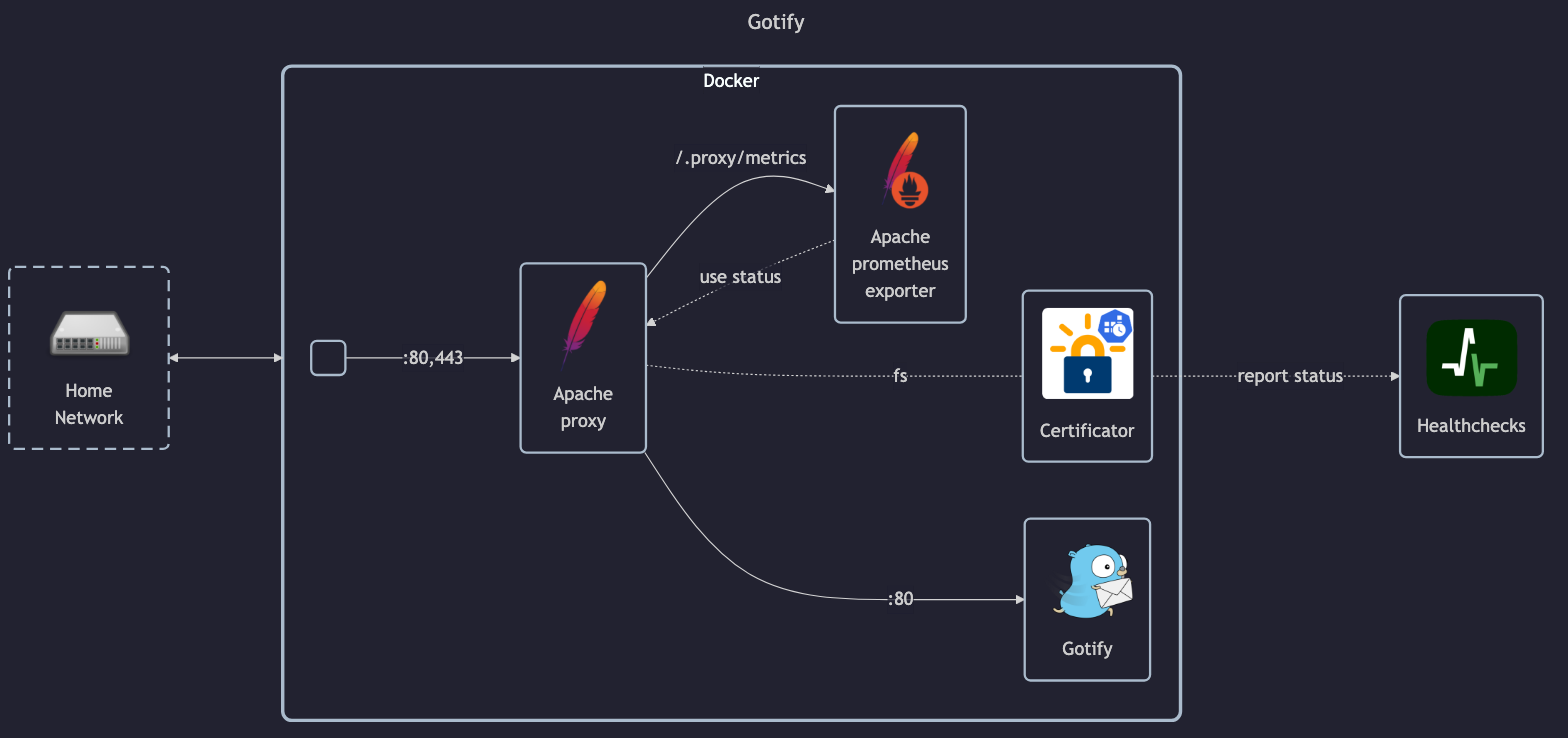 Gotify
Docker
/.proxy/metrics
Apache
prometheus
exporter
use status
Home
Network
:80,443
Apache
proxy
fs
Certificator
report status
Healthchecks
:80
Gotify